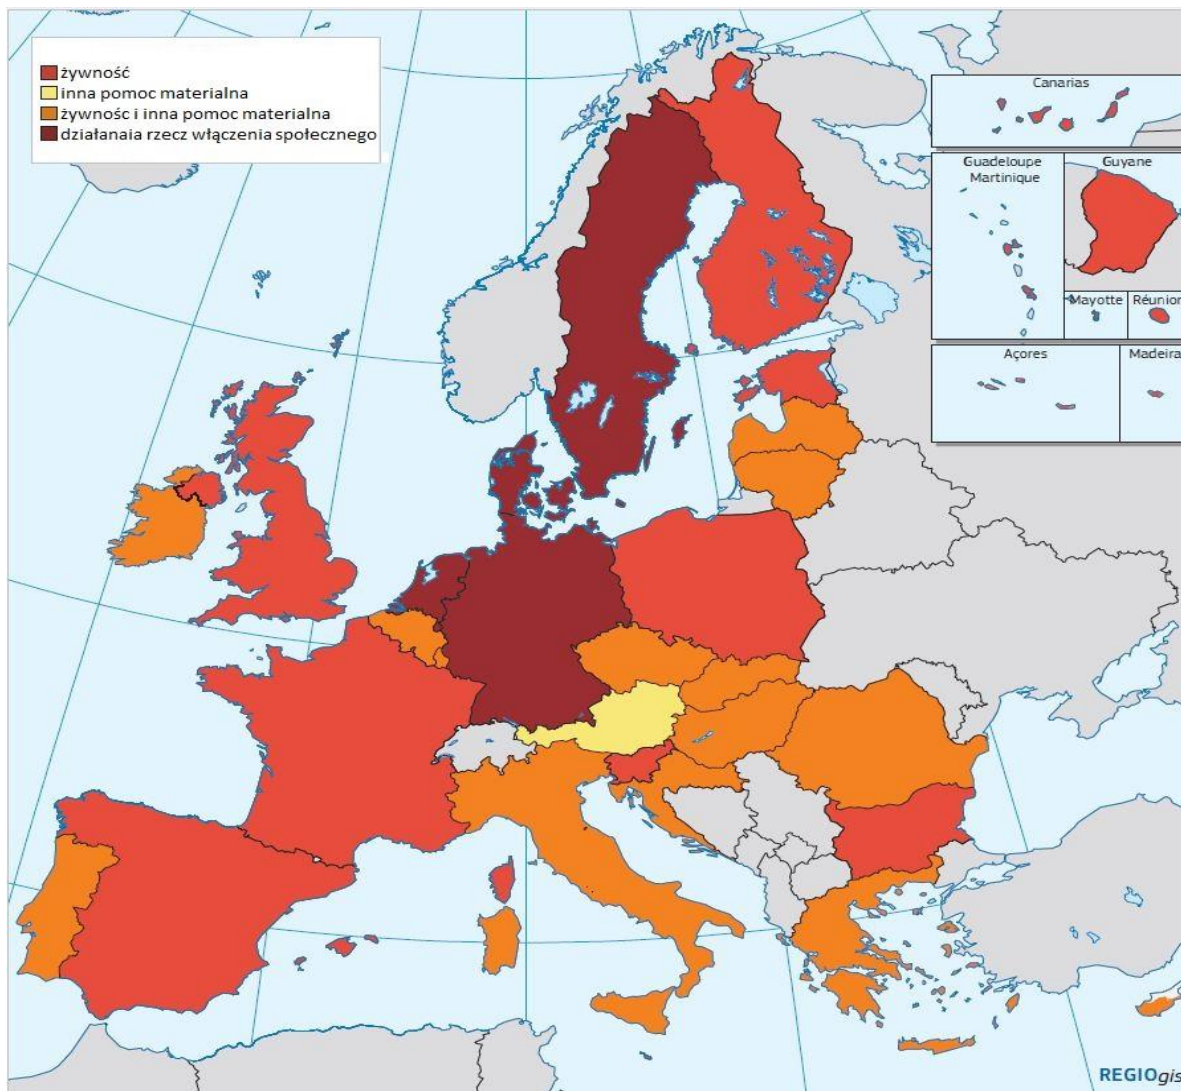 żywność
inna pomoc materialna
żywnośc i inna pomoc materialna
działanaia rzecz włączenia społecznego
Canarias
Guadeloupe
Martinique
Guyane
Mayotte
Réunion
Açores
Madeira
REGIOgis